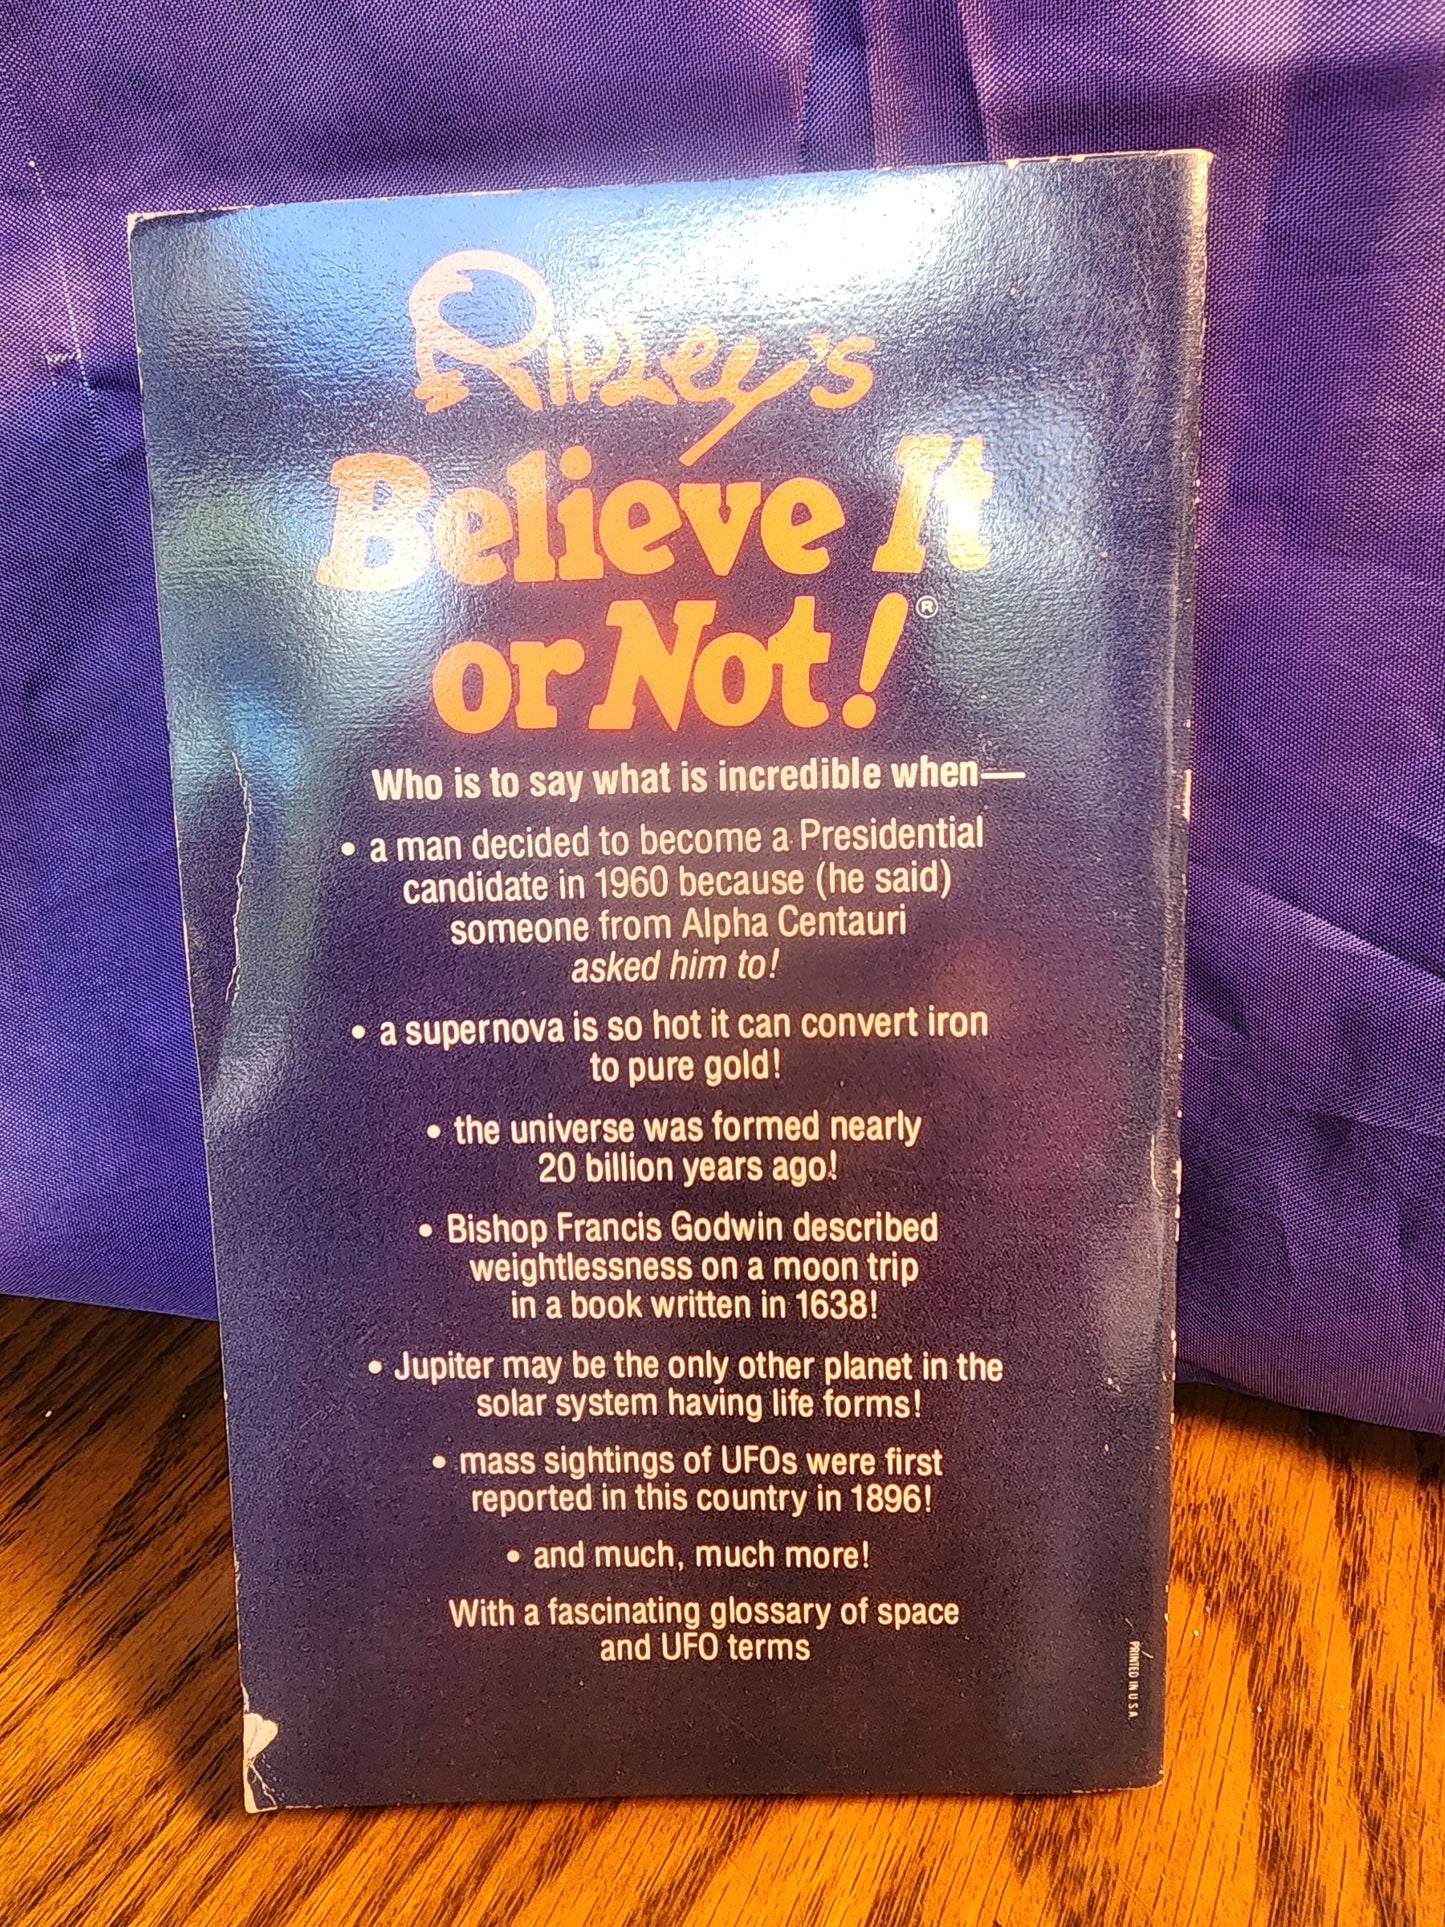 Ripley's
Believe It
or Not!®
Who is to say what is incredible when—
• a man decided to become a Presidential
candidate in 1960 because (he said)
someone from Alpha Centauri
asked him to!
• a supernova is so hot it can convert iron
to pure gold!
• the universe was formed nearly
20 billion years ago!
• Bishop Francis Godwin described
weightlessness on a moon trip
in a book written in 1638!
• Jupiter may be the only other planet in the
solar system having life forms!
• mass sightings of UFOs were first
reported in this country in 1896!
• and much, much more!
With a fascinating glossary of space
and UFO terms
PRINTED IN U.S.A.